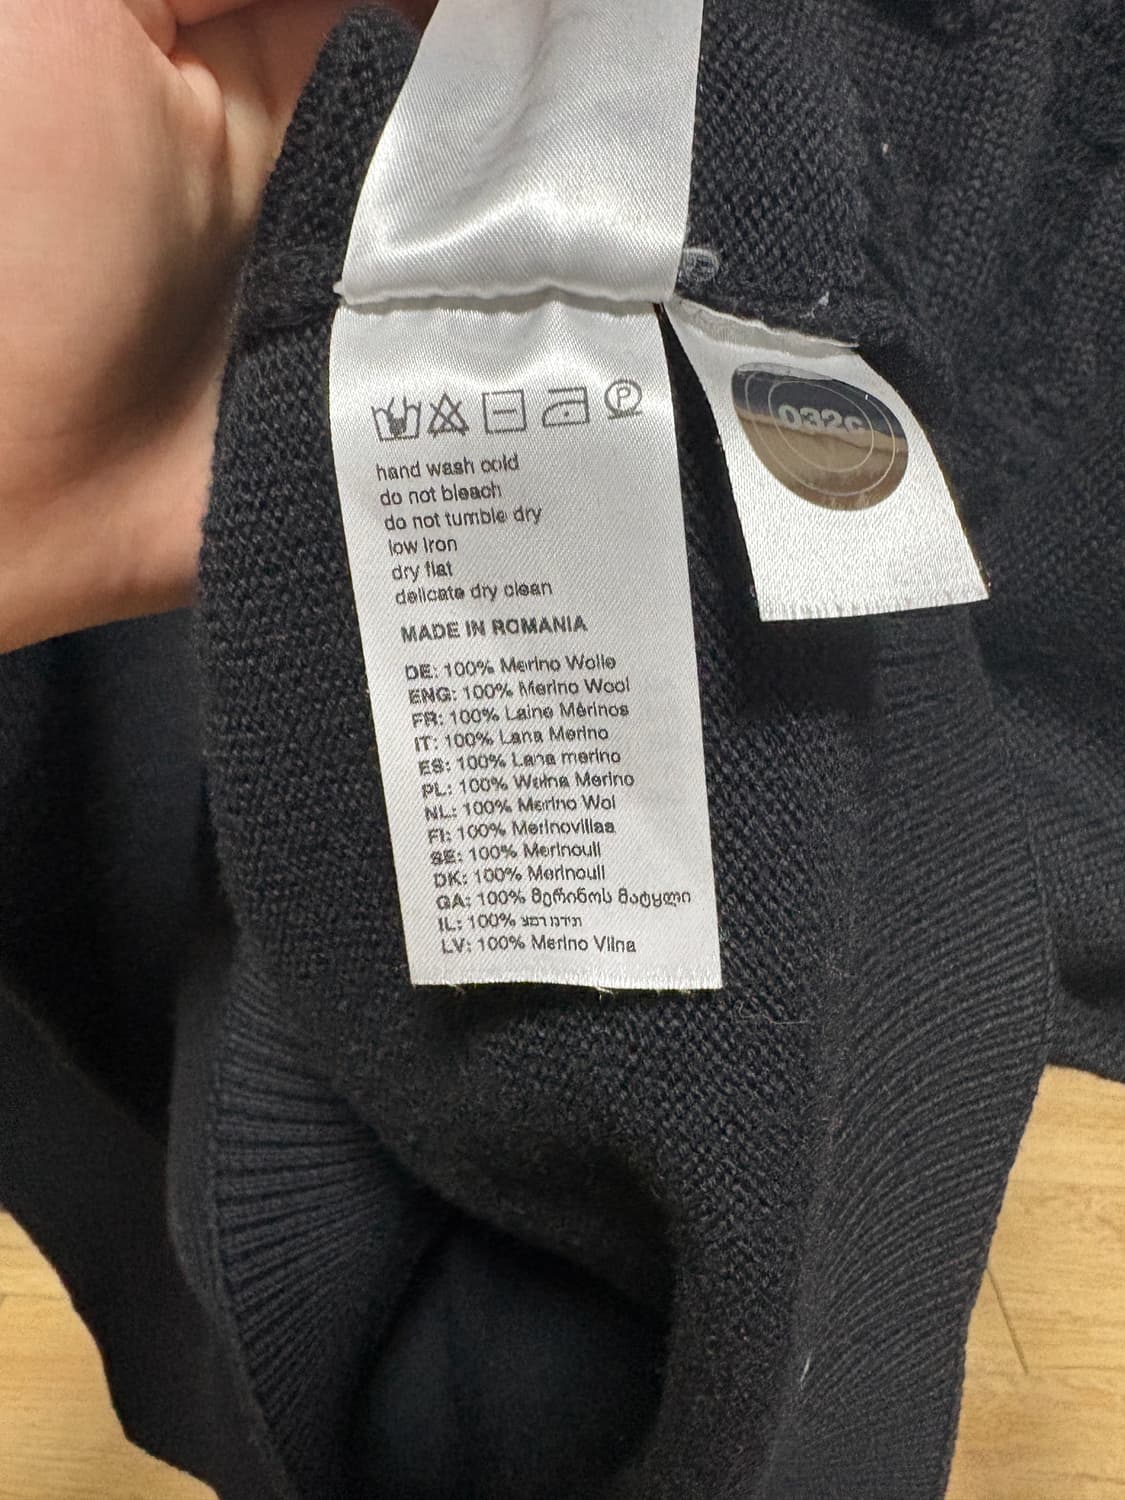 P
032c
hand wash cold
do not bleach
do not tumble dry
low Iron
dry flat
delicate dry clean
MADE IN ROMANIA
DE: 100% Merino Wolle
ENG: 100% Merino Wool
FR: 100% Laine Mérinos
IT: 100% Lana Merino
ES: 100% Lana merino
PL: 100% Wełna Merino
NL: 100% Merino Wol
FI: 100% Merinovillaa
SE: 100% Merinoull
DK: 100% Merinoull
GA: 100% მერინოს მატყლი
IL: 100%
LV: 100% Merino Vilna